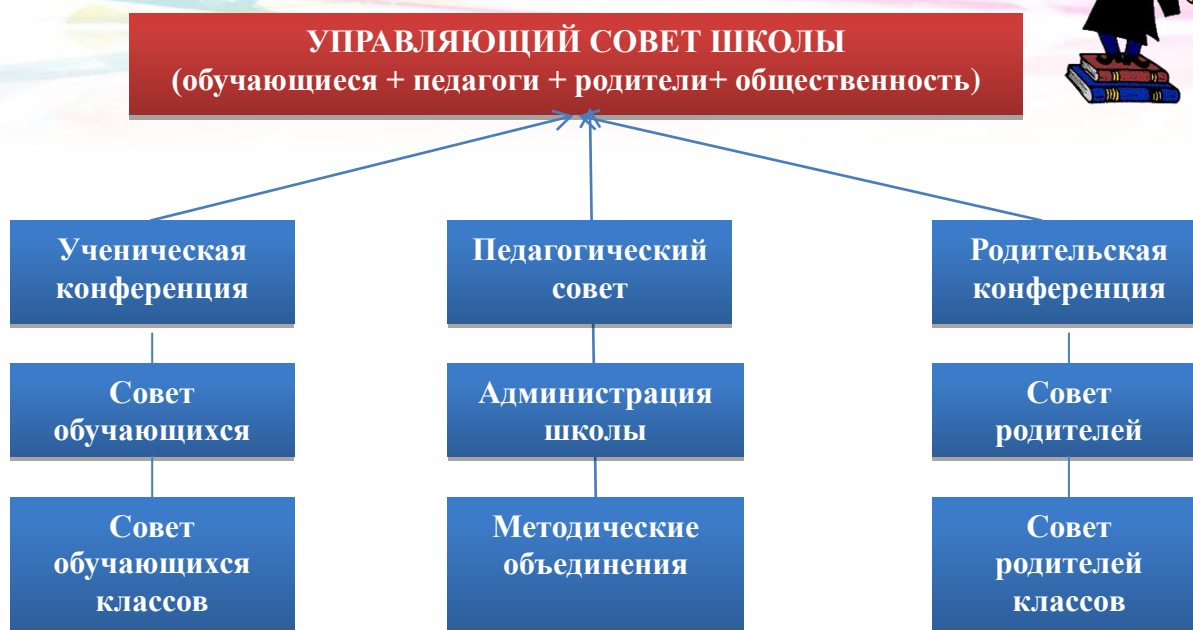 УПРАВЛЯЮЩИЙ СОВЕТ ШКОЛЫ
(обучающиеся + педагоги + родители+ общественность)
Ученическая
конференция
Педагогический
совет
Родительская
конференция
Совет
обучающихся
Администрация
школы
Совет
родителей
Совет
обучающихся
классов
Методические
объединения
Совет
родителей
классов